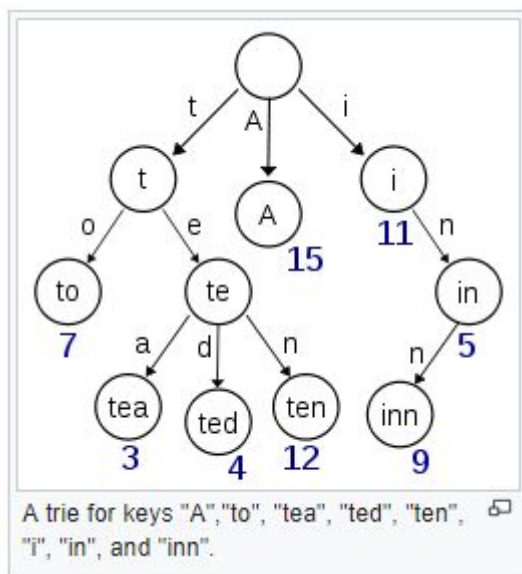 t
A
i
t
A
i
15
11
o
e
n
to
te
in
7
5
a
d
n
n
tea
ted
ten
inn
3
4
12
9
A trie for keys "A","to", "tea", "ted", "ten",
"i", "in", and "inn".